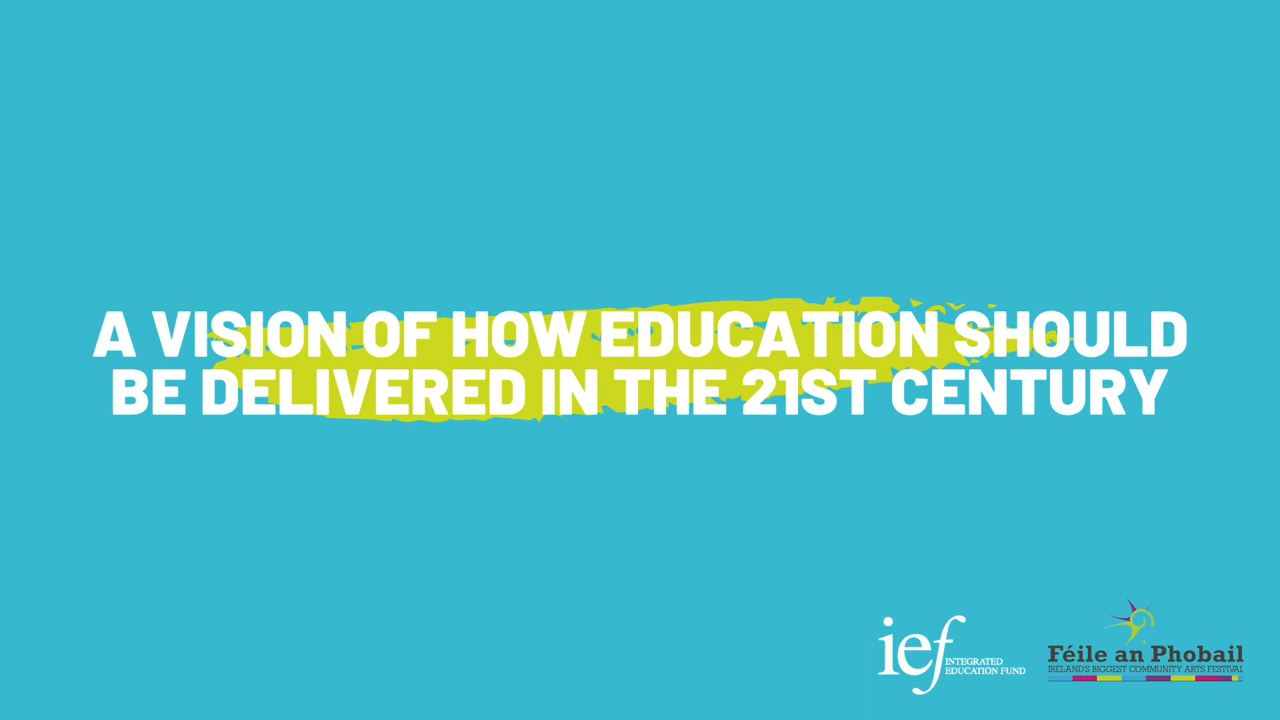 A VISION OF HOW EDUCATION SHOULD
BE DELIVERED IN THE 21ST CENTURY
ief
INTEGRATED
EDUCATION FUND
Féile an Phobail
IRELAND'S BIGGEST COMMUNITY ARTS FESTIVAL